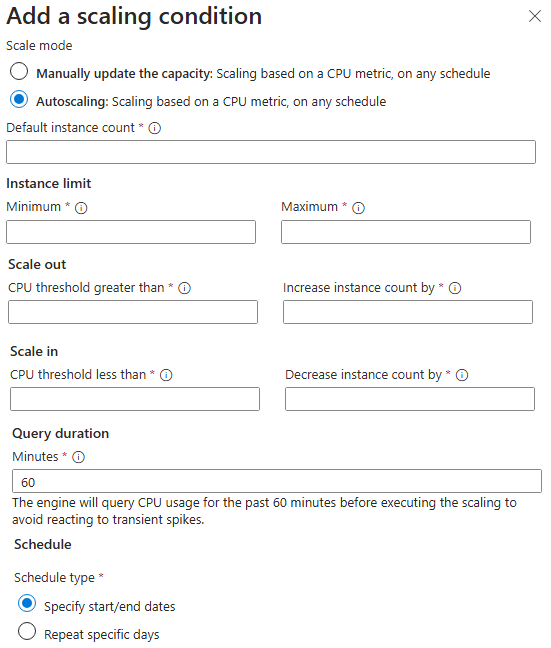 Add a scaling condition
Scale mode
Manually update the capacity: Scaling based on a CPU metric, on any schedule
Autoscaling: Scaling based on a CPU metric, on any schedule
Default instance count *
Instance limit
Minimum *
Maximum *
Scale out
CPU threshold greater than *
Increase instance count by *
Scale in
CPU threshold less than *
Decrease instance count by *
Query duration
Minutes *
60
The engine will query CPU usage for the past 60 minutes before executing the scaling to
avoid reacting to transient spikes.
Schedule
Schedule type *
Specify start/end dates
Repeat specific days